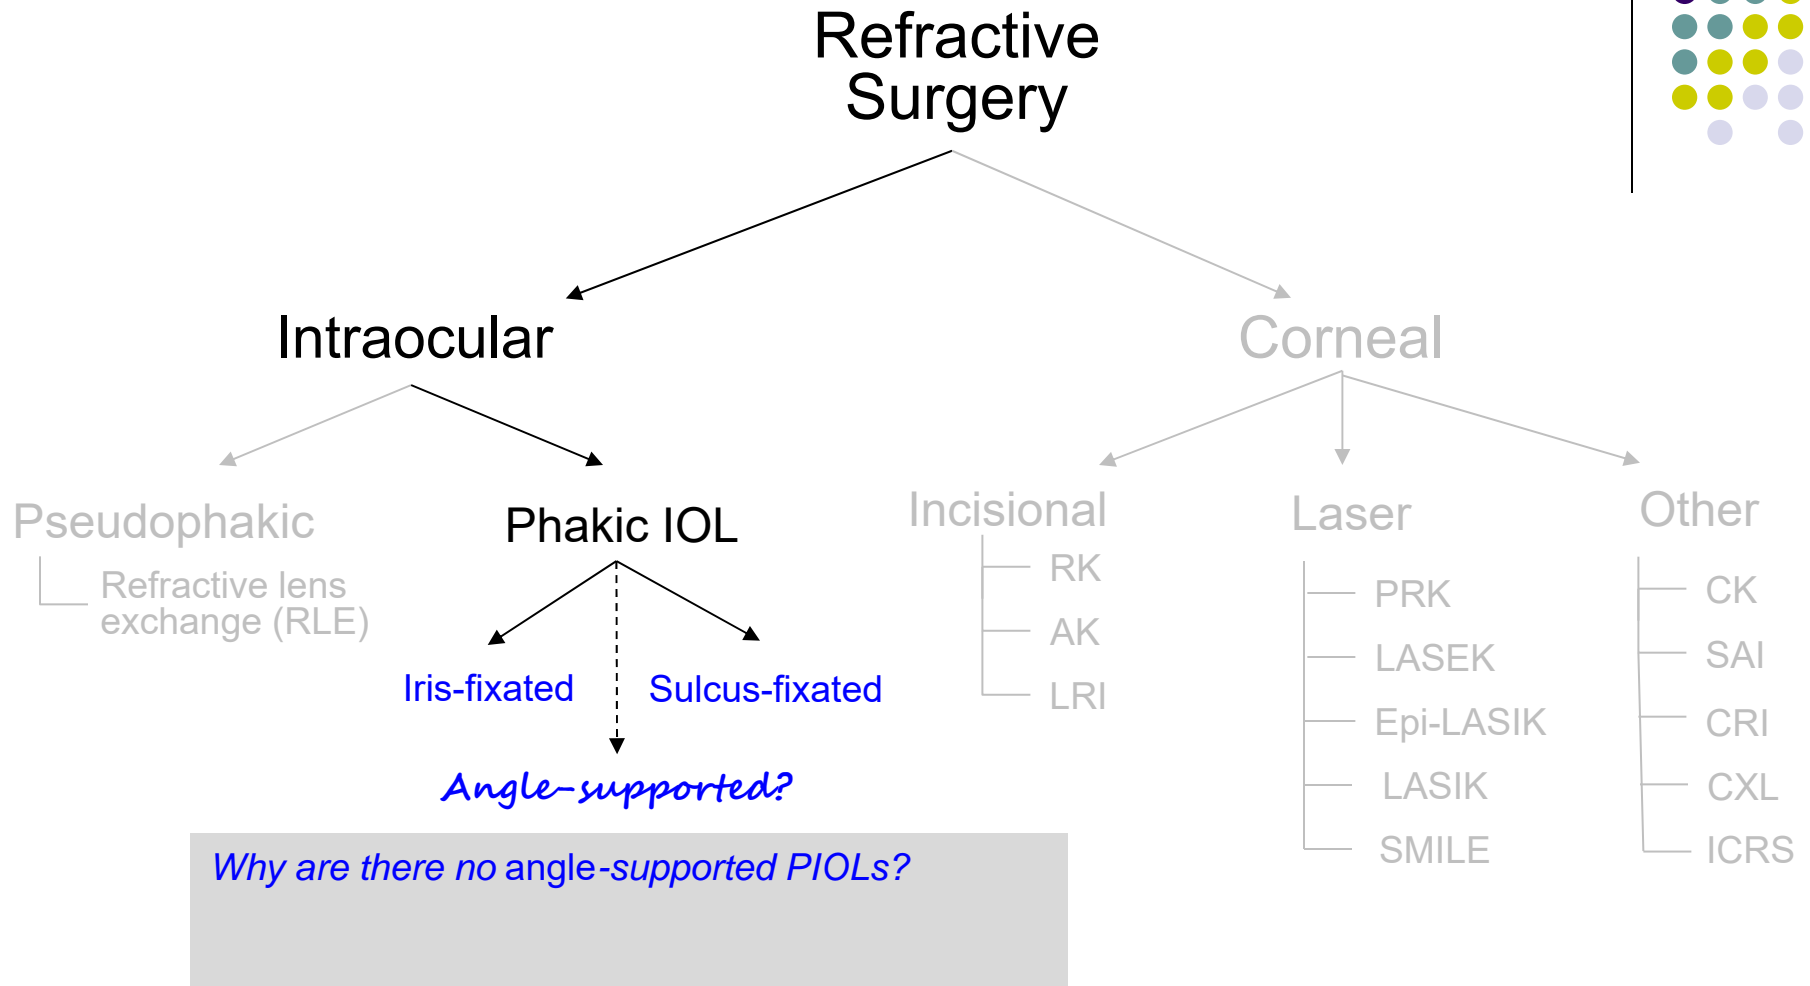 Refractive
Surgery
Intraocular
Corneal
Pseudophakic
Refractive lens
exchange (RLE)
Phakic IOL
Iris-fixated
Sulcus-fixated
Angle-supported?
Why are there no angle-supported PIOLs?
Incisional
RK
AK
LRI
Laser
PRK
LASEK
Epi-LASIK
LASIK
SMILE
Other
CK
SAI
CRI
CXL
ICRS